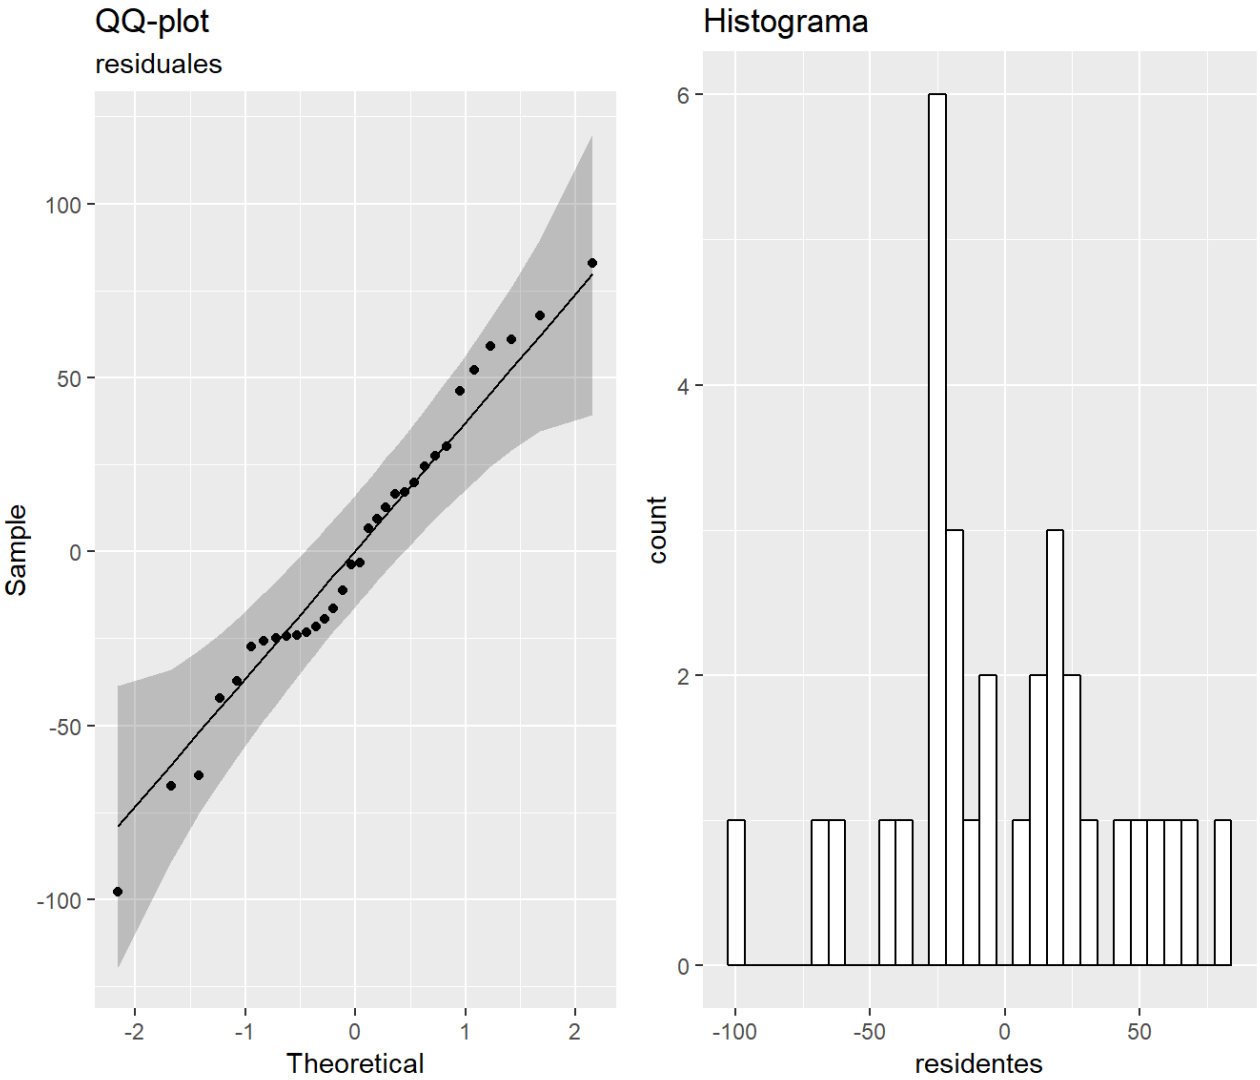 QQ-plot
residuales
100
50
0
-50
-100
Sample
-2 -1 0 1 2
Theoretical
Histograma
6
4
2
0
count
-100 -50 0 50
residentes